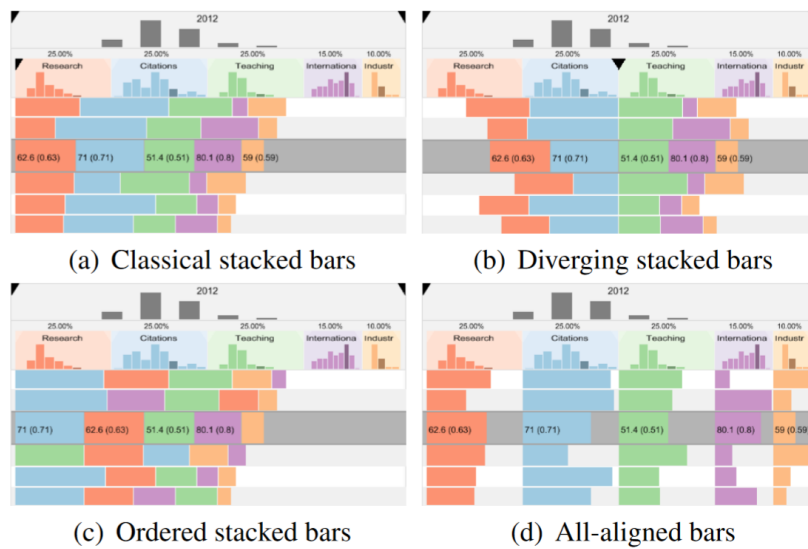 2012
25.00% 25.00% 25.00% 15.00% 10.00%
Research Citations Teaching Internationa Industr
62.6 (0.63) 71 (0.71) 51.4 (0.51) 80.1 (0.8) 59 (0.59)
(a) Classical stacked bars
2012
25.00% 25.00% 25.00% 15.00% 10.00%
Research Citations Teaching Internationa Industr
62.6 (0.63) 71 (0.71) 51.4 (0.51) 80.1 (0.8) 59 (0.59)
(b) Diverging stacked bars
2012
25.00% 25.00% 25.00% 15.00% 10.00%
Research Citations Teaching Internationa Industr
71 (0.71) 62.6 (0.63) 51.4 (0.51) 80.1 (0.8)
(c) Ordered stacked bars
2012
25.00% 25.00% 25.00% 15.00% 10.00%
Research Citations Teaching Internationa Industr
62.6 (0.63) 71 (0.71) 51.4 (0.51) 80.1 (0.8) 59 (0.59)
(d) All-aligned bars